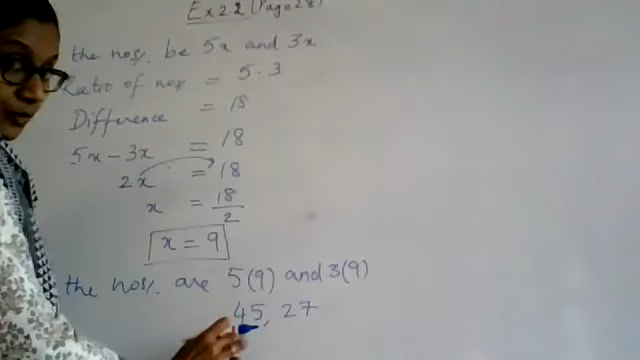 Ex 2.2 (Page 28)
the nos. be 5x and 3x
Ratio of nos = 5:3
Difference = 18
5x - 3x = 18
2x = 18
x = 18/2
x = 9
the nos. are 5(9) and 3(9)
45, 27